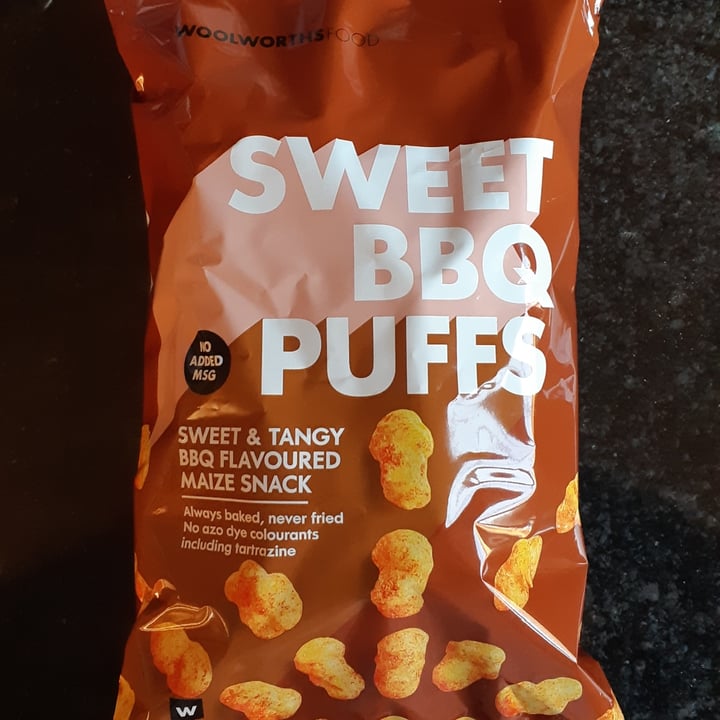 WOOLWORTHSFOOD
SWEET
BBQ
PUFFS
NO
ADDED
MSG
SWEET & TANGY
BBQ FLAVOURED
MAIZE SNACK
Always baked, never fried
No azo dye colourants
including tartrazine
W